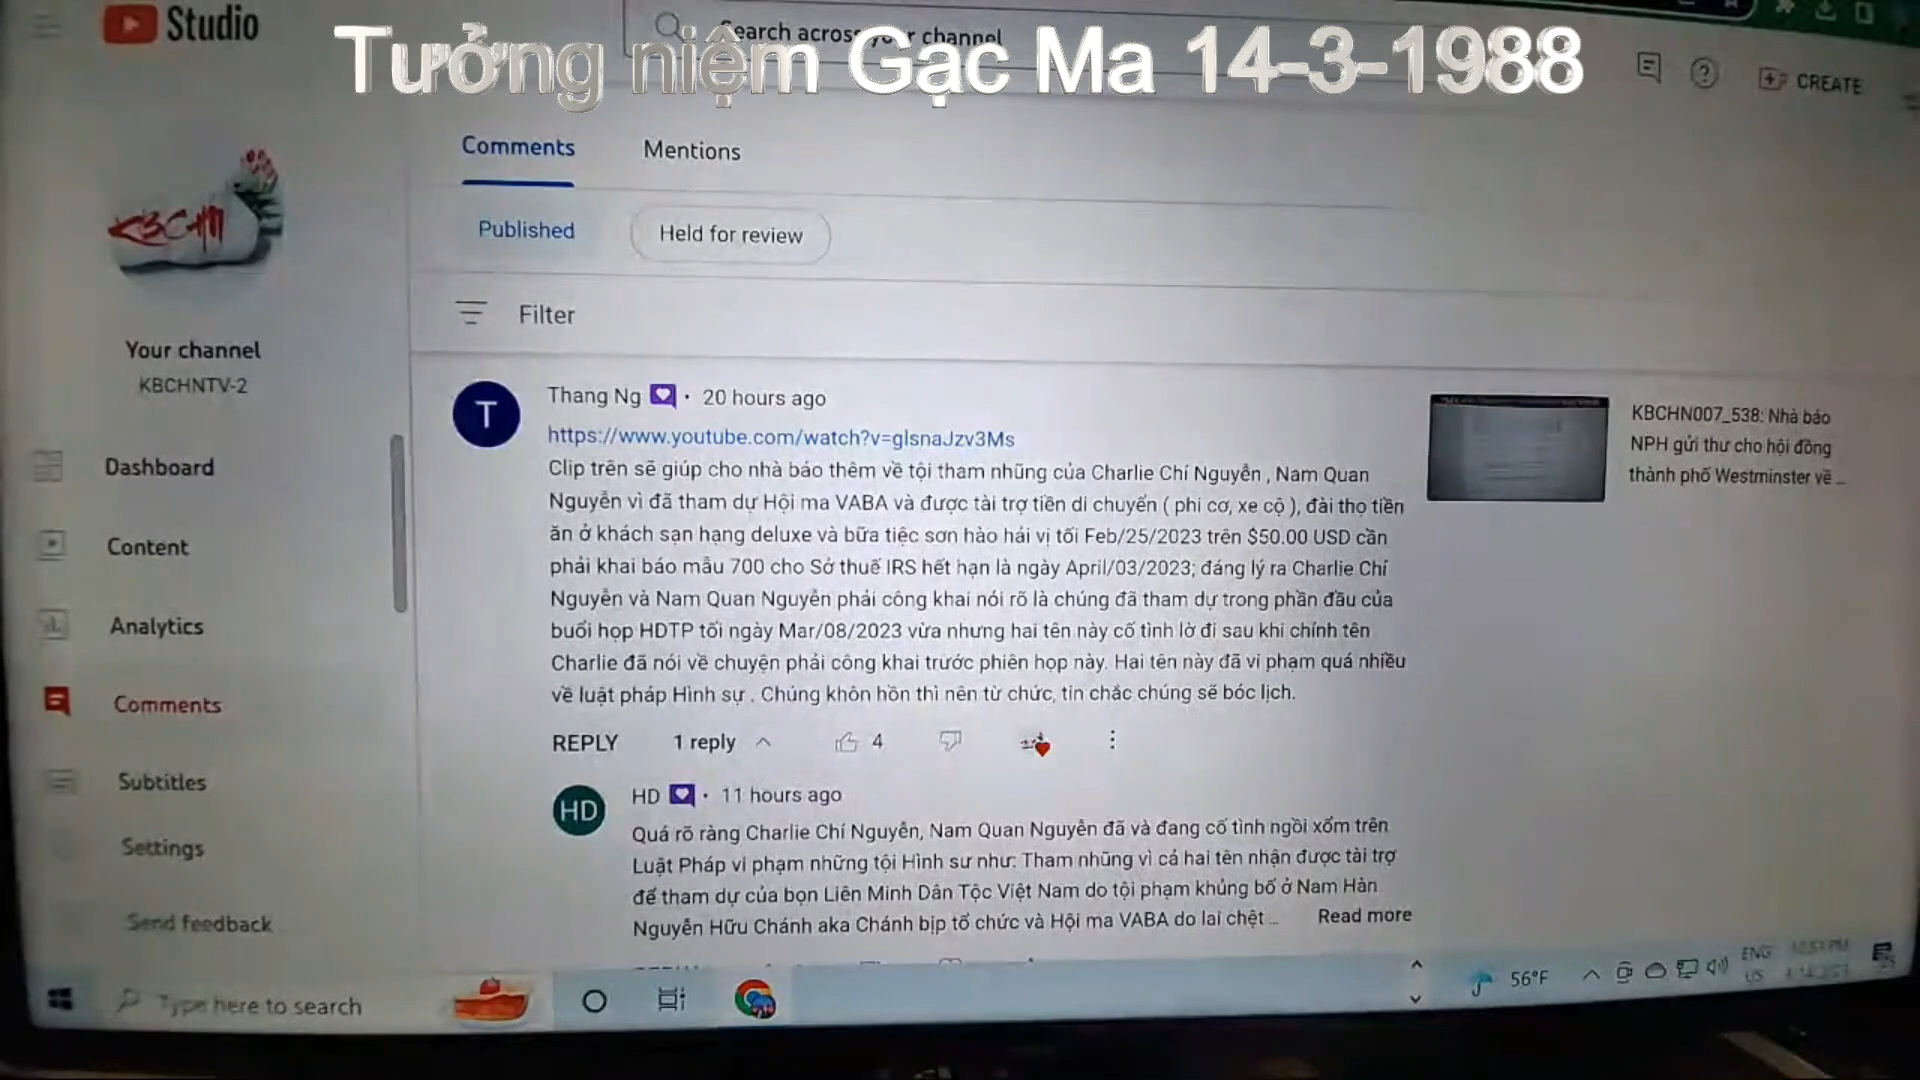 Studio
Search across your channel
Tưởng niệm Gạc Ma 14-3-1988
CREATE
KBCHN
Your channel
KBCHNTV-2
Dashboard
Content
Analytics
Comments
Subtitles
Settings
Send feedback
Comments
Mentions
Published
Held for review
Filter
T
Thang Ng · 20 hours ago
https://www.youtube.com/watch?v=glsnaJzv3Ms
Clip trên sẽ giúp cho nhà báo thêm về tội tham nhũng của Charlie Chí Nguyễn , Nam Quan
Nguyễn vì đã tham dự Hội ma VABA và được tài trợ tiền di chuyển ( phi cơ, xe cộ ), đài thọ tiền
ăn ở khách sạn hạng deluxe và bữa tiệc sơn hào hải vị tối Feb/25/2023 trên $50.00 USD cần
phải khai báo mẫu 700 cho Sở thuế IRS hết hạn là ngày April/03/2023; đáng lý ra Charlie Chí
Nguyễn và Nam Quan Nguyễn phải công khai nói rõ là chúng đã tham dự trong phần đầu của
buổi họp HDTP tối ngày Mar/08/2023 vừa nhưng hai tên này cố tình lờ đi sau khi chính tên
Charlie đã nói về chuyện phải công khai trước phiên họp này. Hai tên này đã vi phạm quá nhiều
về luật pháp Hình sự . Chúng khôn hồn thì nên từ chức, tin chắc chúng sẽ bóc lịch.
REPLY
1 reply
4
HD
HD · 11 hours ago
Quá rõ ràng Charlie Chí Nguyễn, Nam Quan Nguyễn đã và đang cố tình ngồi xổm trên
Luật Pháp vi phạm những tội Hình sự như: Tham nhũng vì cả hai tên nhận được tài trợ
để tham dự của bọn Liên Minh Dân Tộc Việt Nam do tội phạm khủng bố ở Nam Hàn
Nguyễn Hữu Chánh aka Chánh bịp tổ chức và Hội ma VABA do lai chệt ...
Read more
KBCHN007_538: Nhà báo
NPH gửi thư cho hội đồng
thành phố Westminster về ...
Type here to search
56°F
ENG
US